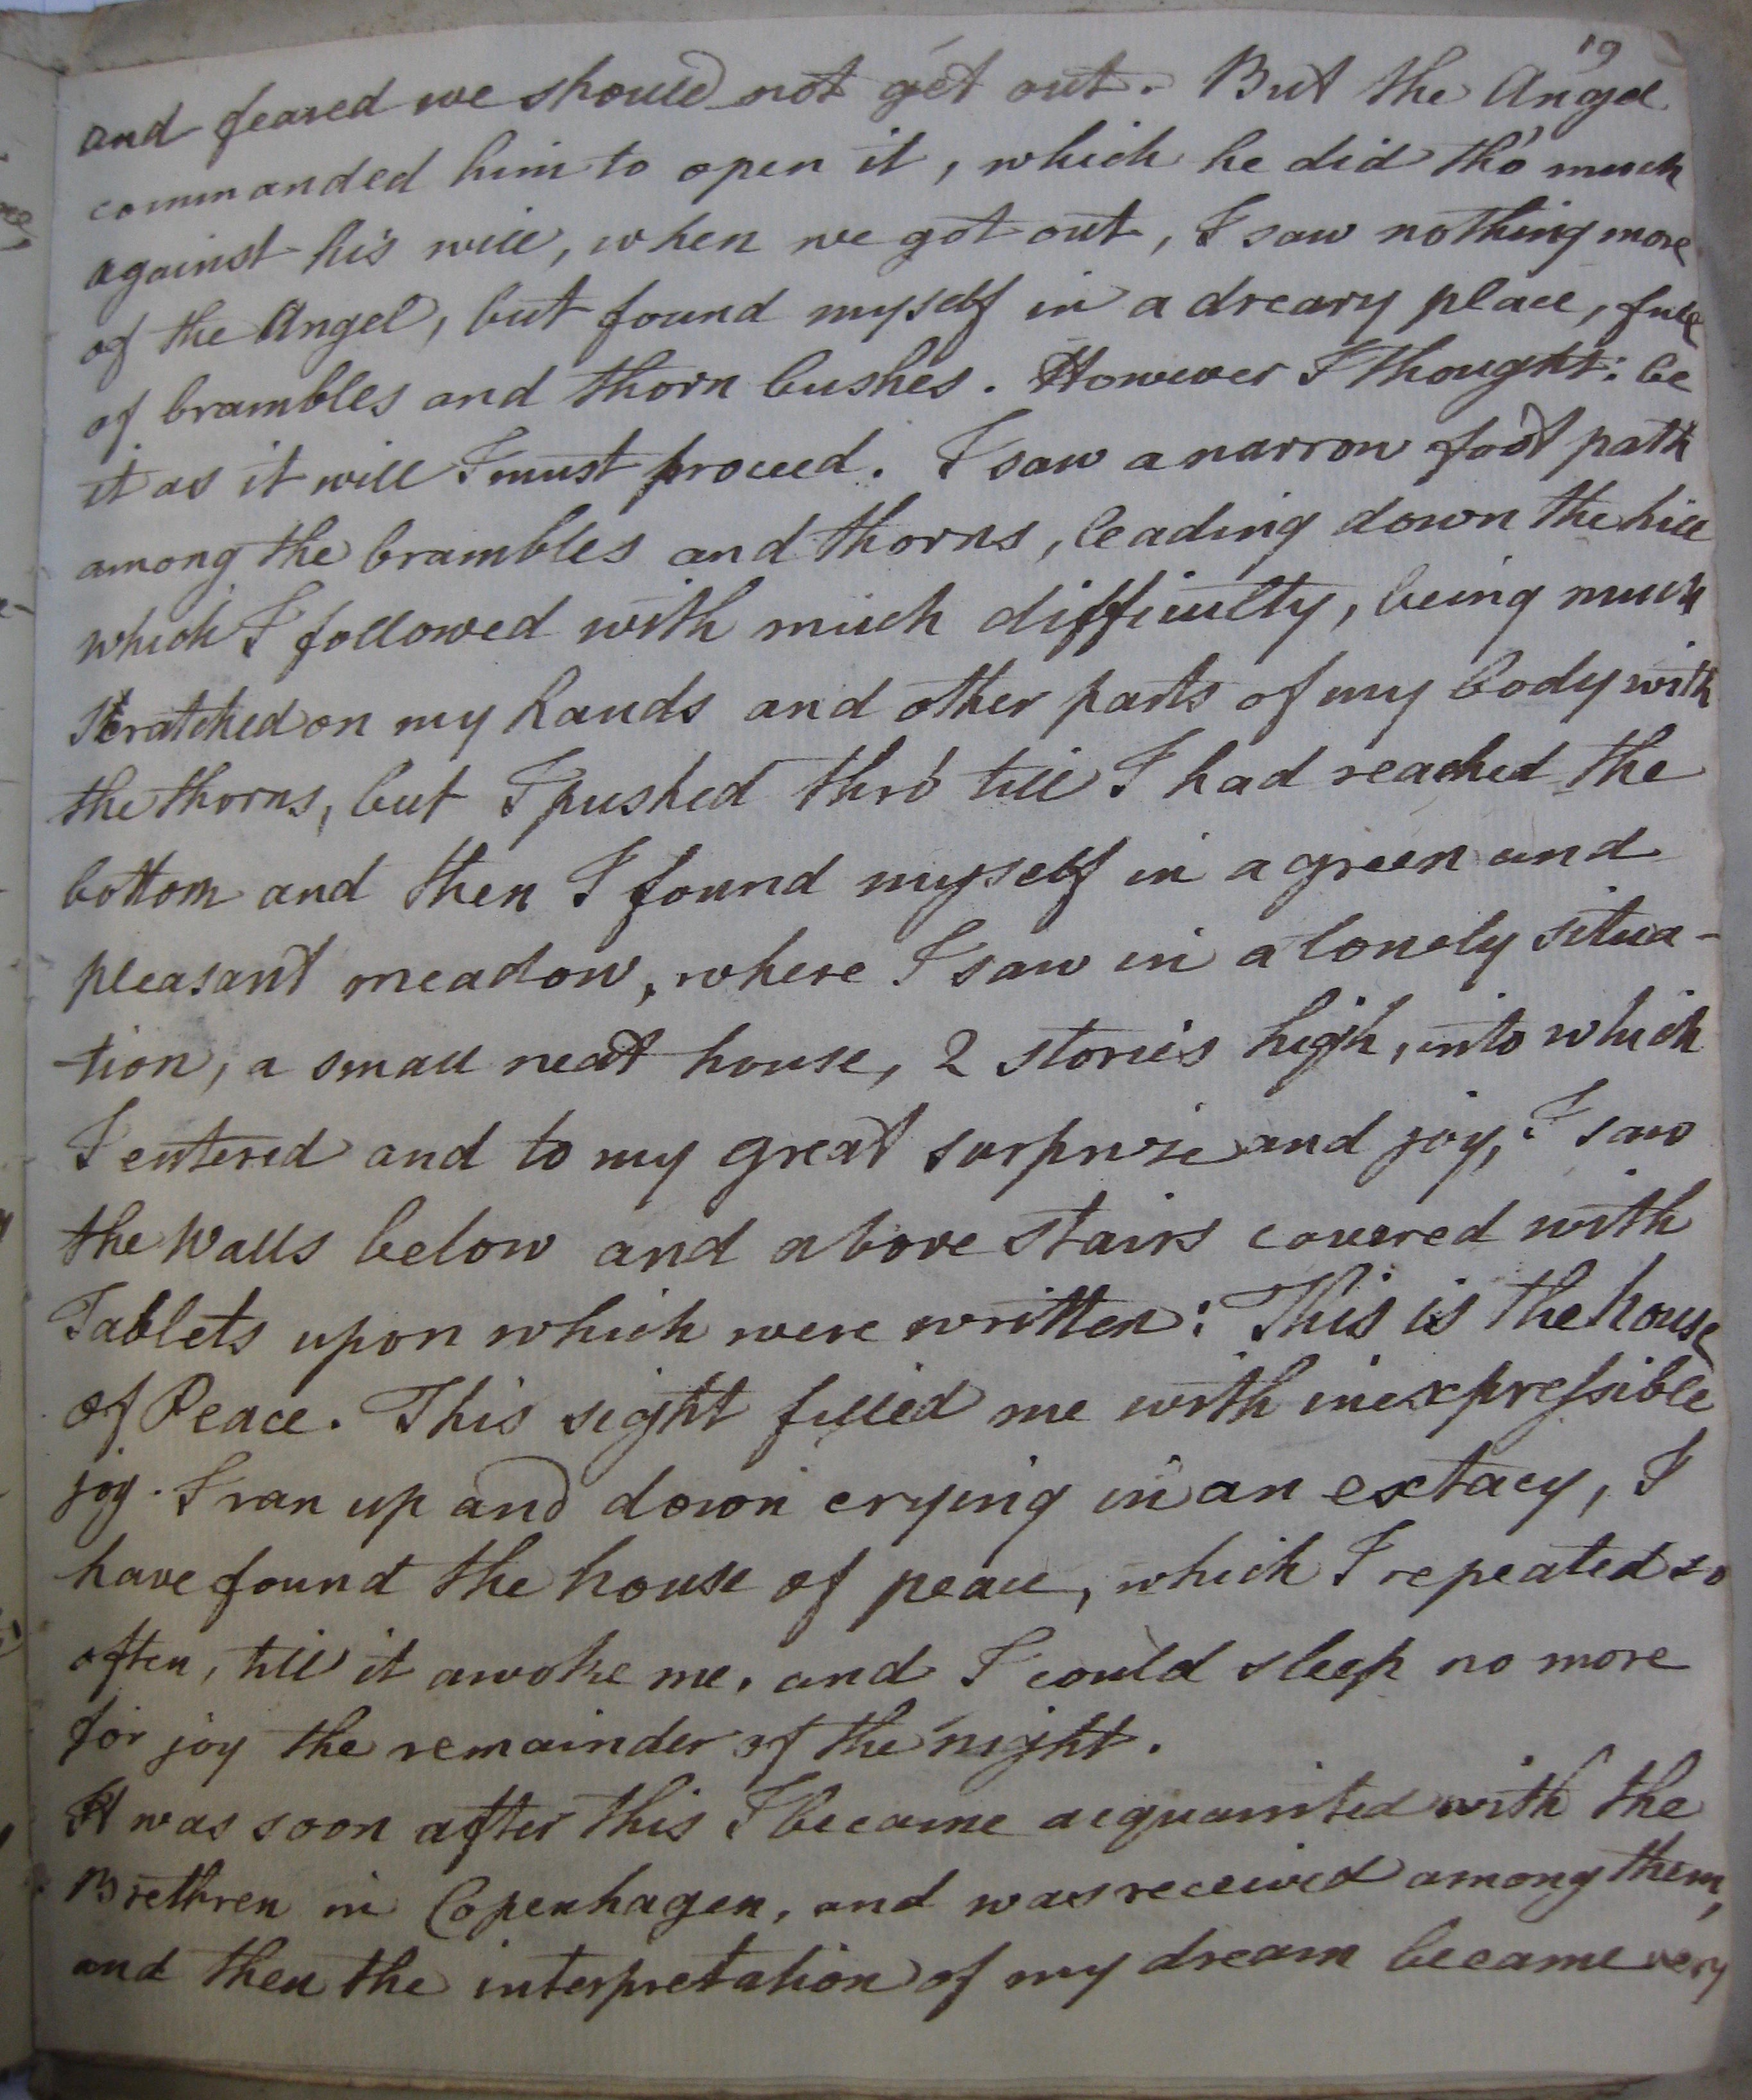 19
and feared we should not get out. But the Angel
commanded him to open it, which he did tho' much
against his will, when we got out, I saw nothing more
of the Angel, but found myself in a dreary place, full
of brambles and thorn bushes. However I thought: be
it as it will I must proceed. I saw a narrow foot path
among the brambles and thorns, leading down the hill
which I followed with much difficulty, being much
scratched on my hands and other parts of my body with
the thorns, but I pushed thro' till I had reached the
bottom and then I found myself in a green and
pleasant meadow, where I saw in a lonely situa-
-tion, a small neat house, 2 stories high, into which
I entered and to my great surprize and joy, I saw
the Walls below and above stairs covered with
Tablets upon which were written: This is the house
of Peace. This sight filled me with inexpressible
joy. I ran up and down crying in an extacy, I
have found the house of peace, which I repeated so
often, till it awoke me, and I could sleep no more
for joy the remainder of the night.
It was soon after this I became acquainted with the
Brethren in Copenhagen, and was received among them,
and then the interpretation of my dream became very